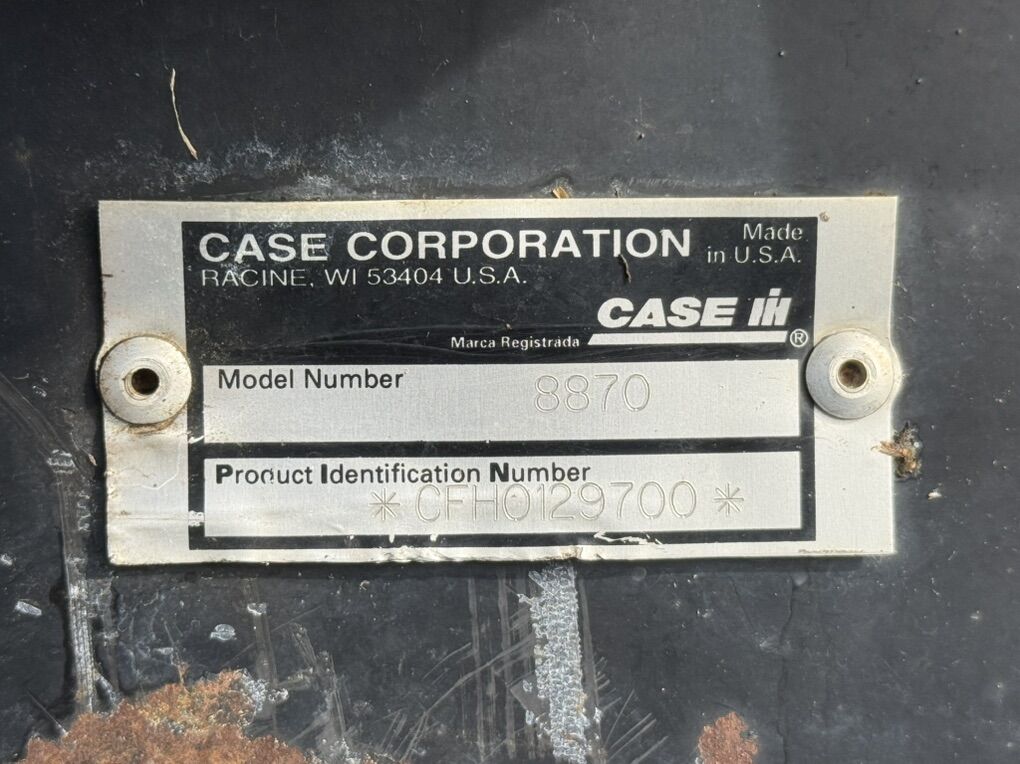 CASE CORPORATION
Made
in U.S.A.
RACINE, WI 53404 U.S.A.
CASE IH
Marca Registrada ®
Model Number 8870
Product Identification Number
*CFH0129700*